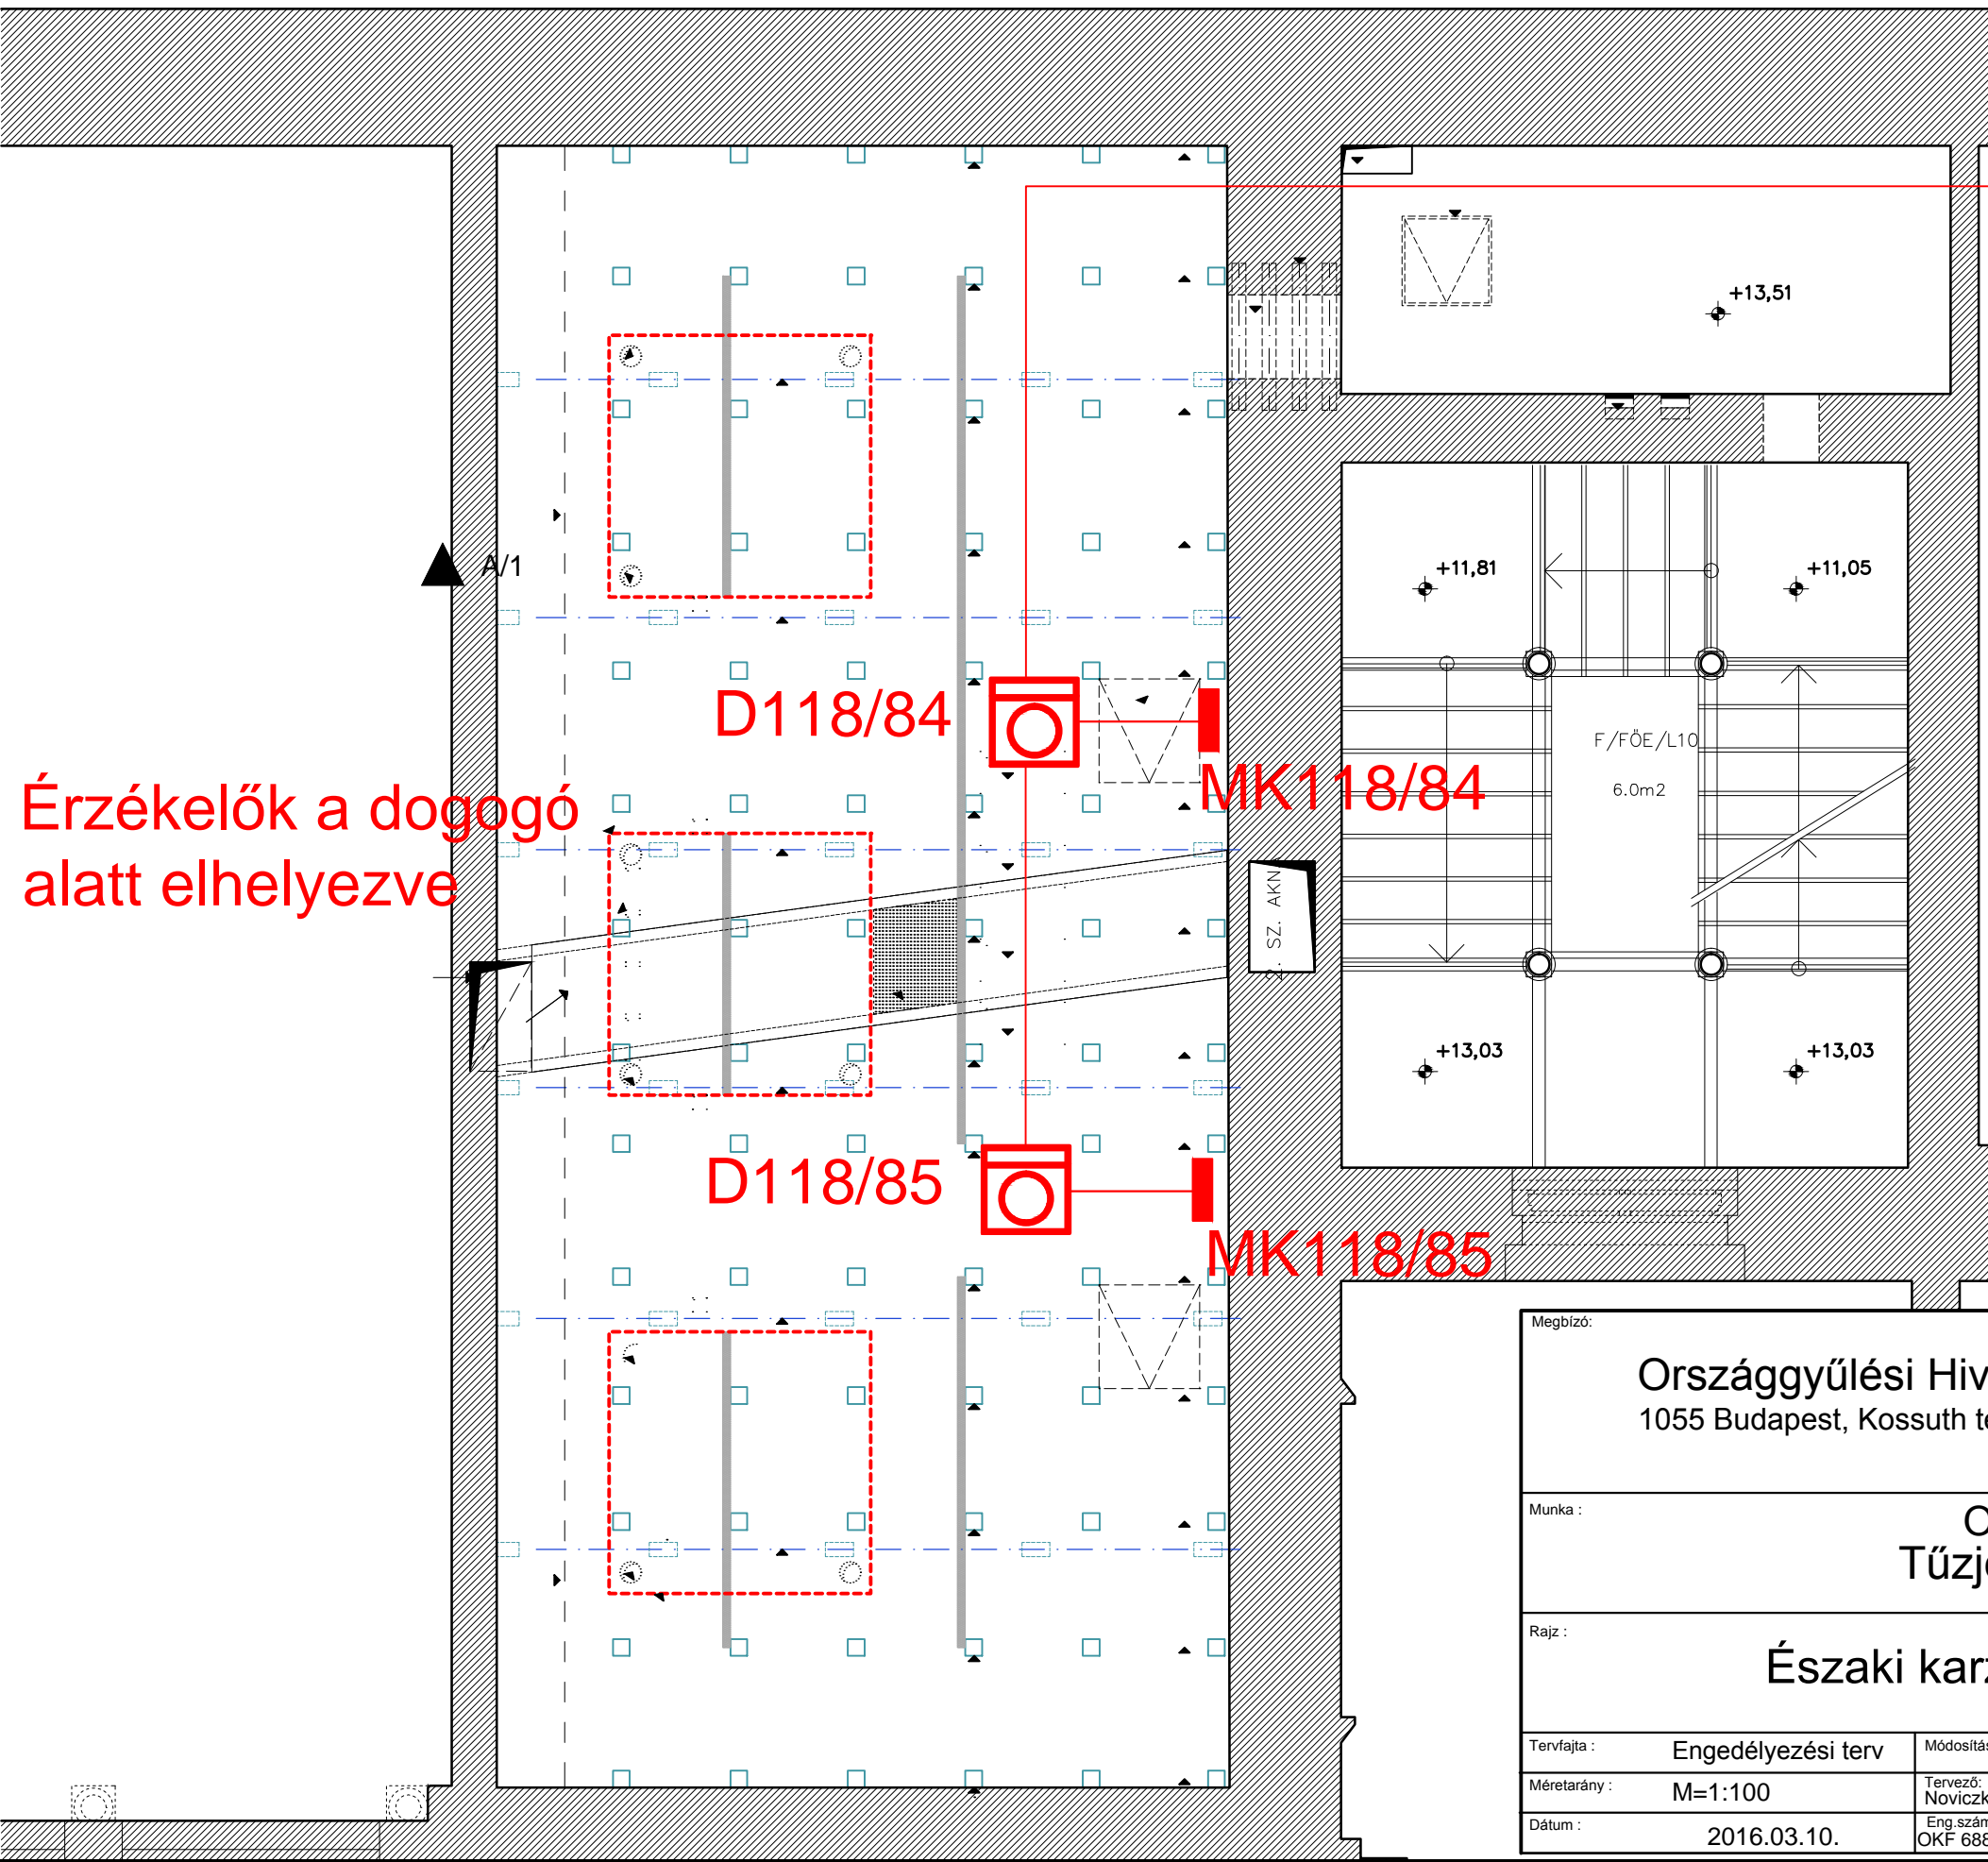 +13,51
A/1
+11,81
+11,05
D118/84
F/FÖE/L10
6.0m2
MK118/84
Érzékelők a dogogó
alatt elhelyezve
SZ. AKN
+13,03
+13,03
D118/85
MK118/85
Megbízó:
Országgyűlési Hiv
1055 Budapest, Kossuth te
Munka :
Tűzj
Rajz :
Északi kar
Tervfajta :
Engedélyezési terv
Módosítás
Méretarány :
M=1:100
Tervező:
Noviczk
Dátum :
2016.03.10.
Eng.szám
OKF 688